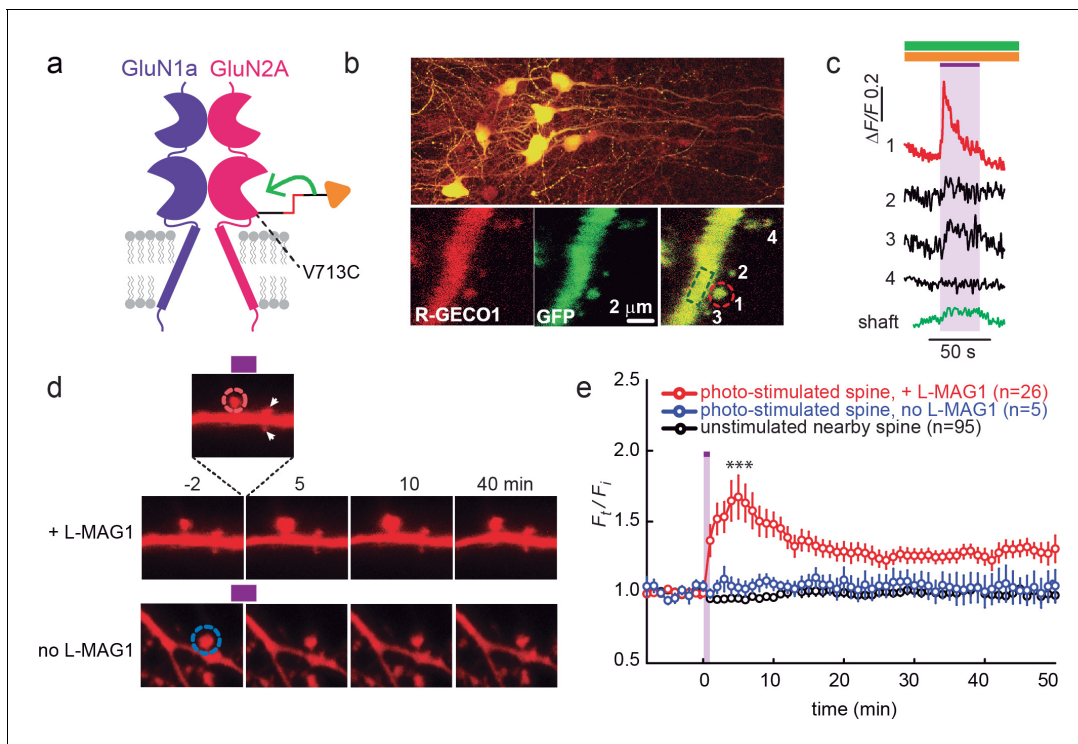 a
GluN1a GluN2A
V713C
b
R-GECO1
GFP
2 μm
4
2
1
3
c
ΔF/F 0.2
1
2
3
4
shaft
50 s
d
-2 5 10 40 min
+ L-MAG1
no L-MAG1
e
photo-stimulated spine, + L-MAG1 (n=26)
photo-stimulated spine, no L-MAG1 (n=5)
unstimulated nearby spine (n=95)
***
2.5
2.0
1.5
1.0
0.5
Ft / Fi
0 10 20 30 40 50
time (min)